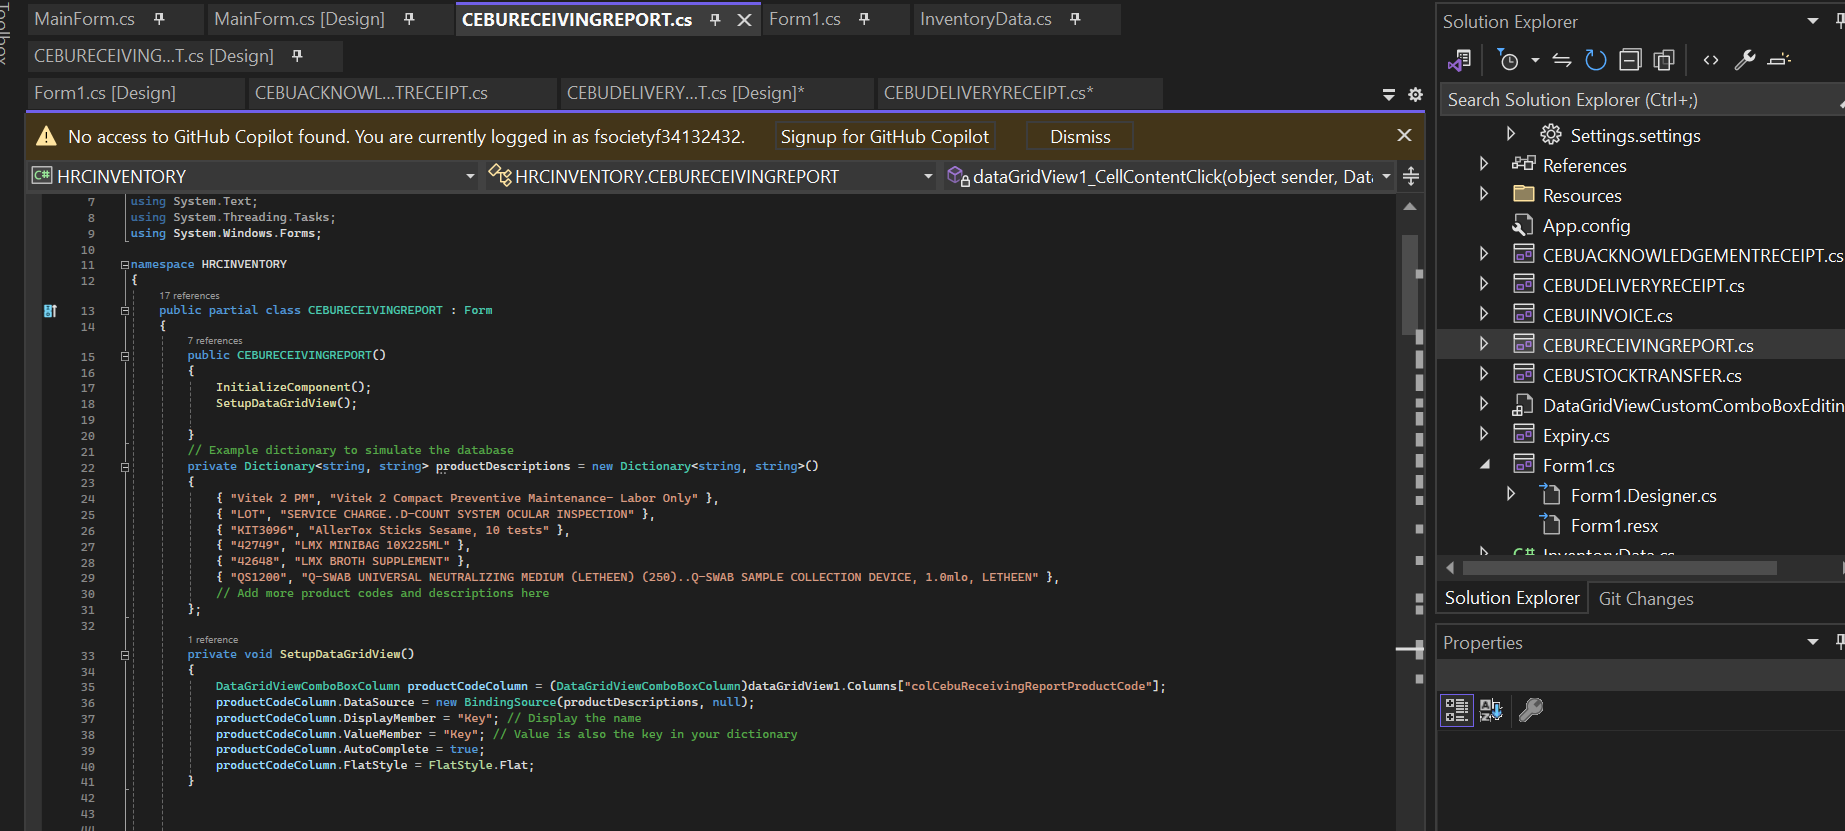 Toolbox
MainForm.cs
MainForm.cs [Design]
CEBURECEIVINGREPORT.cs
Form1.cs
InventoryData.cs
CEBURECEIVING...T.cs [Design]
Form1.cs [Design]
CEBUACKNOWL...TRECEIPT.cs
CEBUDELIVERY...T.cs [Design]*
CEBUDELIVERYRECEIPT.cs*
No access to GitHub Copilot found. You are currently logged in as fsocietyf34132432.
Signup for GitHub Copilot
Dismiss
C# HRCINVENTORY
HRCINVENTORY.CEBURECEIVINGREPORT
dataGridView1_CellContentClick(object sender, Data
7 using System.Text;
8 using System.Threading.Tasks;
9 using System.Windows.Forms;
10
11 namespace HRCINVENTORY
12 {
17 references
13 public partial class CEBURECEIVINGREPORT : Form
14 {
7 references
15 public CEBURECEIVINGREPORT()
16 {
17 InitializeComponent();
18 SetupDataGridView();
19
20 }
21 // Example dictionary to simulate the database
22 private Dictionary<string, string> productDescriptions = new Dictionary<string, string>()
23 {
24 { "Vitek 2 PM", "Vitek 2 Compact Preventive Maintenance- Labor Only" },
25 { "LOT", "SERVICE CHARGE..D-COUNT SYSTEM OCULAR INSPECTION" },
26 { "KIT3096", "AllerTox Sticks Sesame, 10 tests" },
27 { "42749", "LMX MINIBAG 10X225ML" },
28 { "42648", "LMX BROTH SUPPLEMENT" },
29 { "QS1200", "Q-SWAB UNIVERSAL NEUTRALIZING MEDIUM (LETHEEN) (250)..Q-SWAB SAMPLE COLLECTION DEVICE, 1.0mlo, LETHEEN" },
30 // Add more product codes and descriptions here
31 };
32
1 reference
33 private void SetupDataGridView()
34 {
35 DataGridViewComboBoxColumn productCodeColumn = (DataGridViewComboBoxColumn)dataGridView1.Columns["colCebuReceivingReportProductCode"];
36 productCodeColumn.DataSource = new BindingSource(productDescriptions, null);
37 productCodeColumn.DisplayMember = "Key"; // Display the name
38 productCodeColumn.ValueMember = "Key"; // Value is also the key in your dictionary
39 productCodeColumn.AutoComplete = true;
40 productCodeColumn.FlatStyle = FlatStyle.Flat;
41 }
42
43
44
Solution Explorer
Search Solution Explorer (Ctrl+;)
Settings.settings
References
Resources
App.config
CEBUACKNOWLEDGEMENTRECEIPT.cs
CEBUDELIVERYRECEIPT.cs
CEBUINVOICE.cs
CEBURECEIVINGREPORT.cs
CEBUSTOCKTRANSFER.cs
DataGridViewCustomComboBoxEditin
Expiry.cs
Form1.cs
Form1.Designer.cs
Form1.resx
C# InventoryData.cs
Solution Explorer
Git Changes
Properties